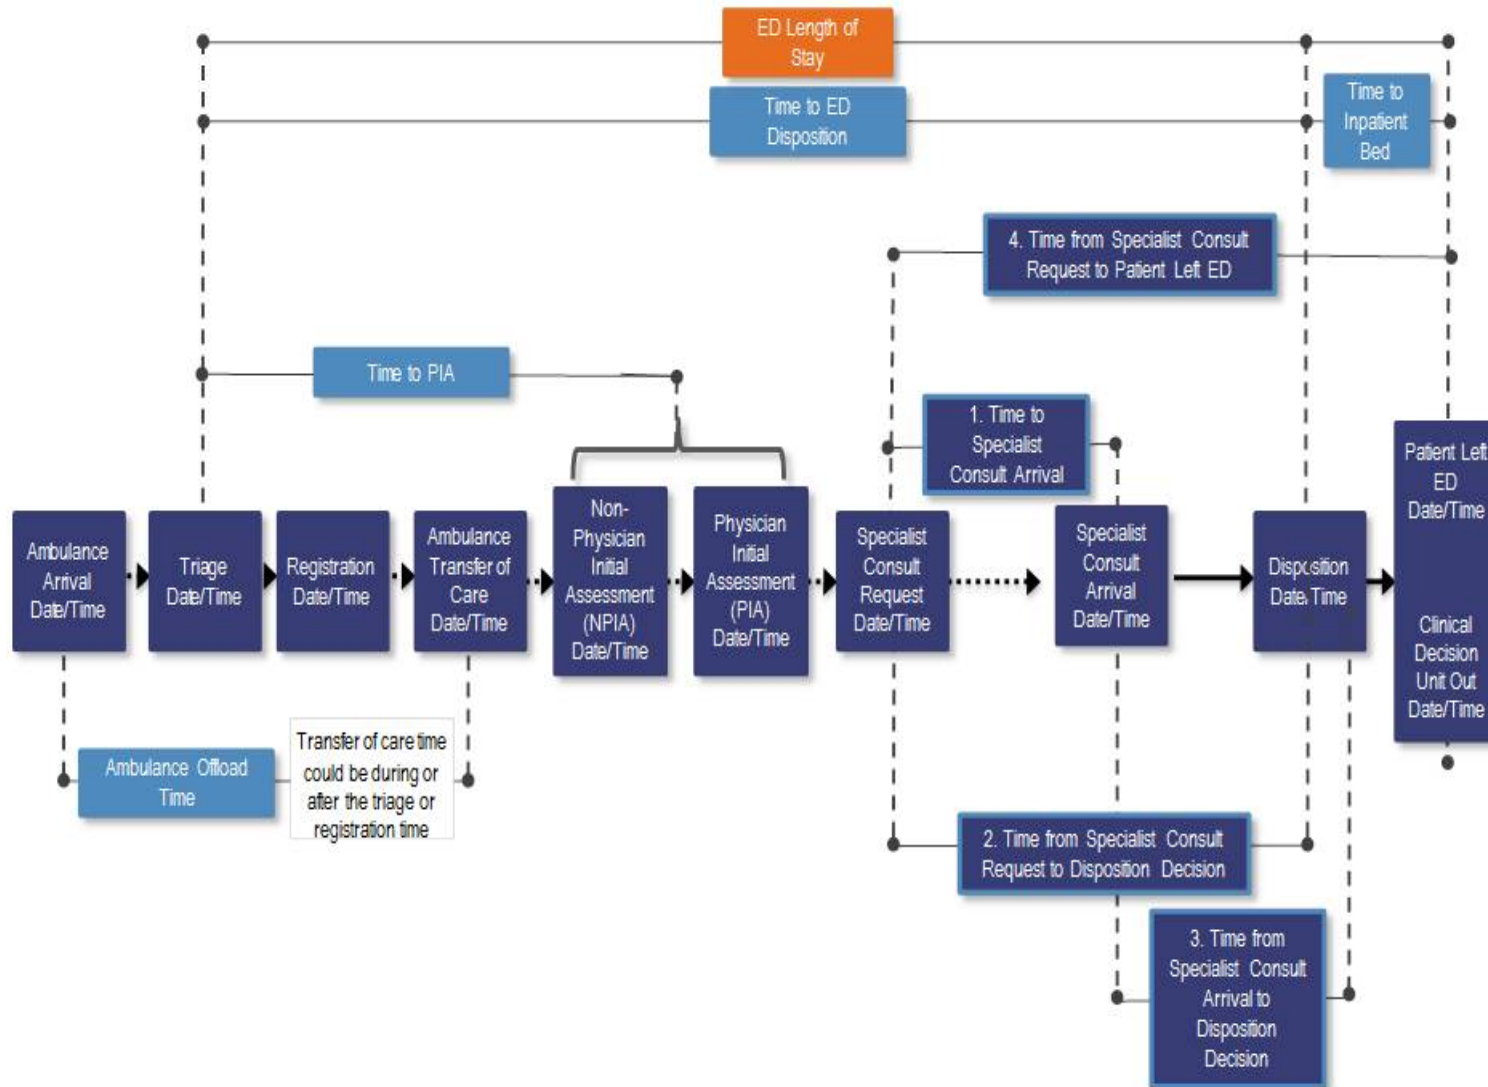 ED Length of
Stay
Time to ED
Disposition
Time to
Inpatient
Bed
4. Time from Specialist Consult
Request to Patient Left ED
Time to PIA
1. Time to
Specialist
Consult Arrival
Ambulance
Arrival
Date/Time
Triage
Date/Time
Registration
Date/Time
Ambulance
Transfer of
Care
Date/Time
Non-
Physician
Initial
Assessment
(NPIA)
Date/Time
Physician
Initial
Assessment
(PIA)
Date/Time
Specialist
Consult
Request
Date/Time
Specialist
Consult
Arrival
Date/Time
Disposition
Date/Time
Patient Left
ED
Date/Time
Clinical
Decision
Unit Out
Date/Time
Ambulance Offload
Time
Transfer of care time
could be during or
after the triage or
registration time
2. Time from Specialist Consult
Request to Disposition Decision
3. Time from
Specialist Consult
Arrival to
Disposition
Decision